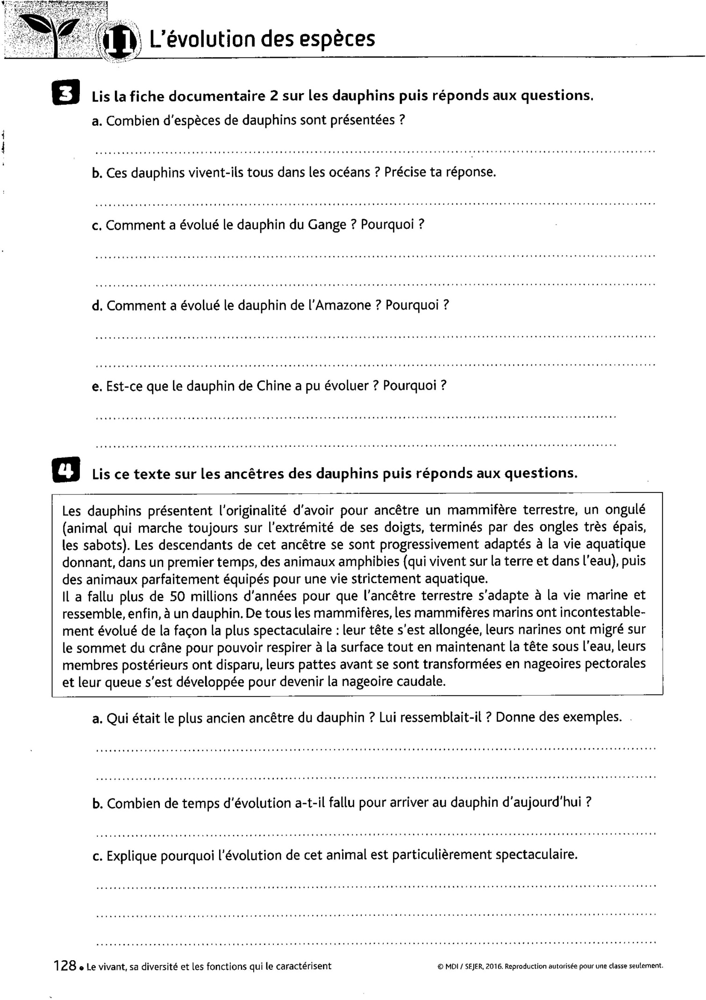 11 L'évolution des espèces
3 Lis la fiche documentaire 2 sur les dauphins puis réponds aux questions.
a. Combien d'espèces de dauphins sont présentées ?
b. Ces dauphins vivent-ils tous dans les océans ? Précise ta réponse.
c. Comment a évolué le dauphin du Gange ? Pourquoi ?
d. Comment a évolué le dauphin de l'Amazone ? Pourquoi ?
e. Est-ce que le dauphin de Chine a pu évoluer ? Pourquoi ?
4 Lis ce texte sur les ancêtres des dauphins puis réponds aux questions.
Les dauphins présentent l'originalité d'avoir pour ancêtre un mammifère terrestre, un ongulé
(animal qui marche toujours sur l'extrémité de ses doigts, terminés par des ongles très épais,
les sabots). Les descendants de cet ancêtre se sont progressivement adaptés à la vie aquatique
donnant, dans un premier temps, des animaux amphibies (qui vivent sur la terre et dans l'eau), puis
des animaux parfaitement équipés pour une vie strictement aquatique.
Il a fallu plus de 50 millions d'années pour que l'ancêtre terrestre s'adapte à la vie marine et
ressemble, enfin, à un dauphin. De tous les mammifères, les mammifères marins ont incontestable-
ment évolué de la façon la plus spectaculaire : leur tête s'est allongée, leurs narines ont migré sur
le sommet du crâne pour pouvoir respirer à la surface tout en maintenant la tête sous l'eau, leurs
membres postérieurs ont disparu, leurs pattes avant se sont transformées en nageoires pectorales
et leur queue s'est développée pour devenir la nageoire caudale.
a. Qui était le plus ancien ancêtre du dauphin ? Lui ressemblait-il ? Donne des exemples.
b. Combien de temps d'évolution a-t-il fallu pour arriver au dauphin d'aujourd'hui ?
c. Explique pourquoi l'évolution de cet animal est particulièrement spectaculaire.
128 • Le vivant, sa diversité et les fonctions qui le caractérisent
© MDI / SEJER, 2016. Reproduction autorisée pour une classe seulement.